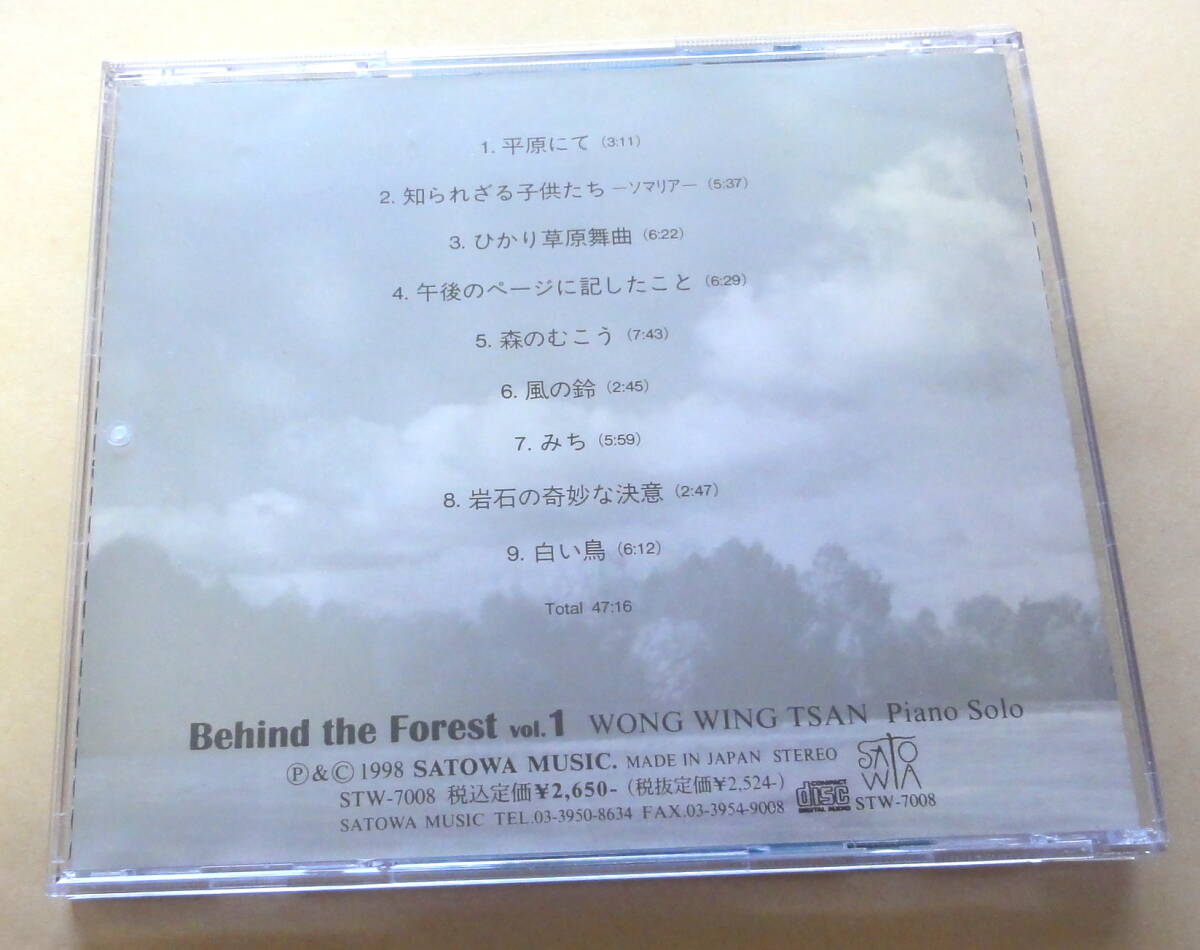 1. 平原にて (3:11)
2. 知られざる子供たち ―ソマリア― (5:37)
3. ひかり草原舞曲 (6:22)
4. 午後のページに記したこと (6:29)
5. 森のむこう (7:43)
6. 風の鈴 (2:45)
7. みち (5:59)
8. 岩石の奇妙な決意 (2:47)
9. 白い鳥 (6:12)
Total 47:16
Behind the Forest vol.1 WONG WING TSAN Piano Solo
Ⓟ&Ⓒ 1998 SATOWA MUSIC. MADE IN JAPAN STEREO
SATOWA
STW-7008 税込定価¥2,650- (税抜定価¥2,524-)
COMPACT disc DIGITAL AUDIO
STW-7008
SATOWA MUSIC TEL.03-3950-8634 FAX.03-3954-9008